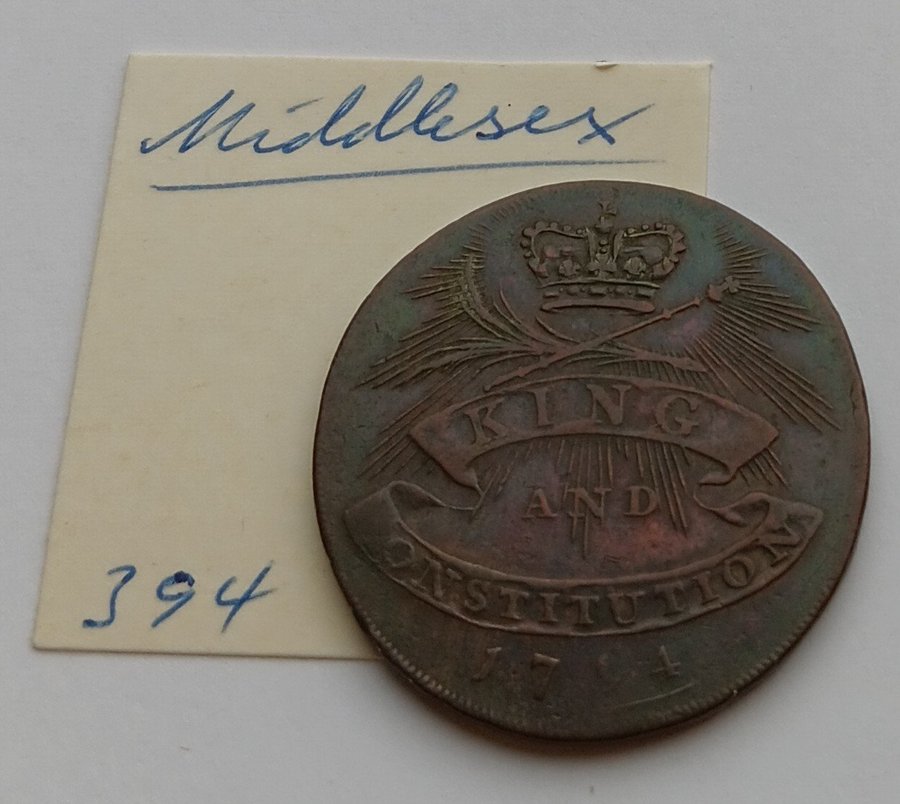 Middlesex
KING
AND
CONSTITUTION
394